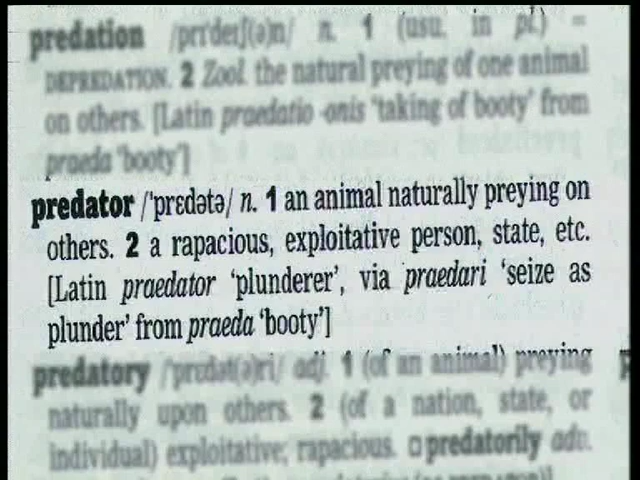 predation /prɪˈdeɪʃ(ə)n/ n. 1 (usu. in pl.) =
DEPREDATION. 2 Zool. the natural preying of one animal
on others. [Latin praedatio -onis 'taking of booty' from
praeda 'booty']
predator /ˈprɛdətə/ n. 1 an animal naturally preying on
others. 2 a rapacious, exploitative person, state, etc.
[Latin praedator 'plunderer', via praedari 'seize as
plunder' from praeda 'booty']
predatory /ˈprɛdət(ə)ri/ adj. 1 (of an animal) preying
naturally upon others. 2 (of a nation, state, or
individual) exploitative, rapacious. □ predatorily adv.